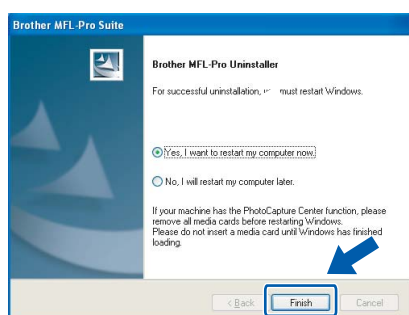 Brother MFL-Pro Suite
Brother MFL-Pro Uninstaller
For successful uninstallation, must restart Windows.
Yes, I want to restart my computer now.
No, I will restart my computer later.
If your machine has the PhotoCapture Center function, please
remove all media cards before restarting Windows.
Please do not insert a media card until Windows has finished
loading.
< Back
Finish
Cancel